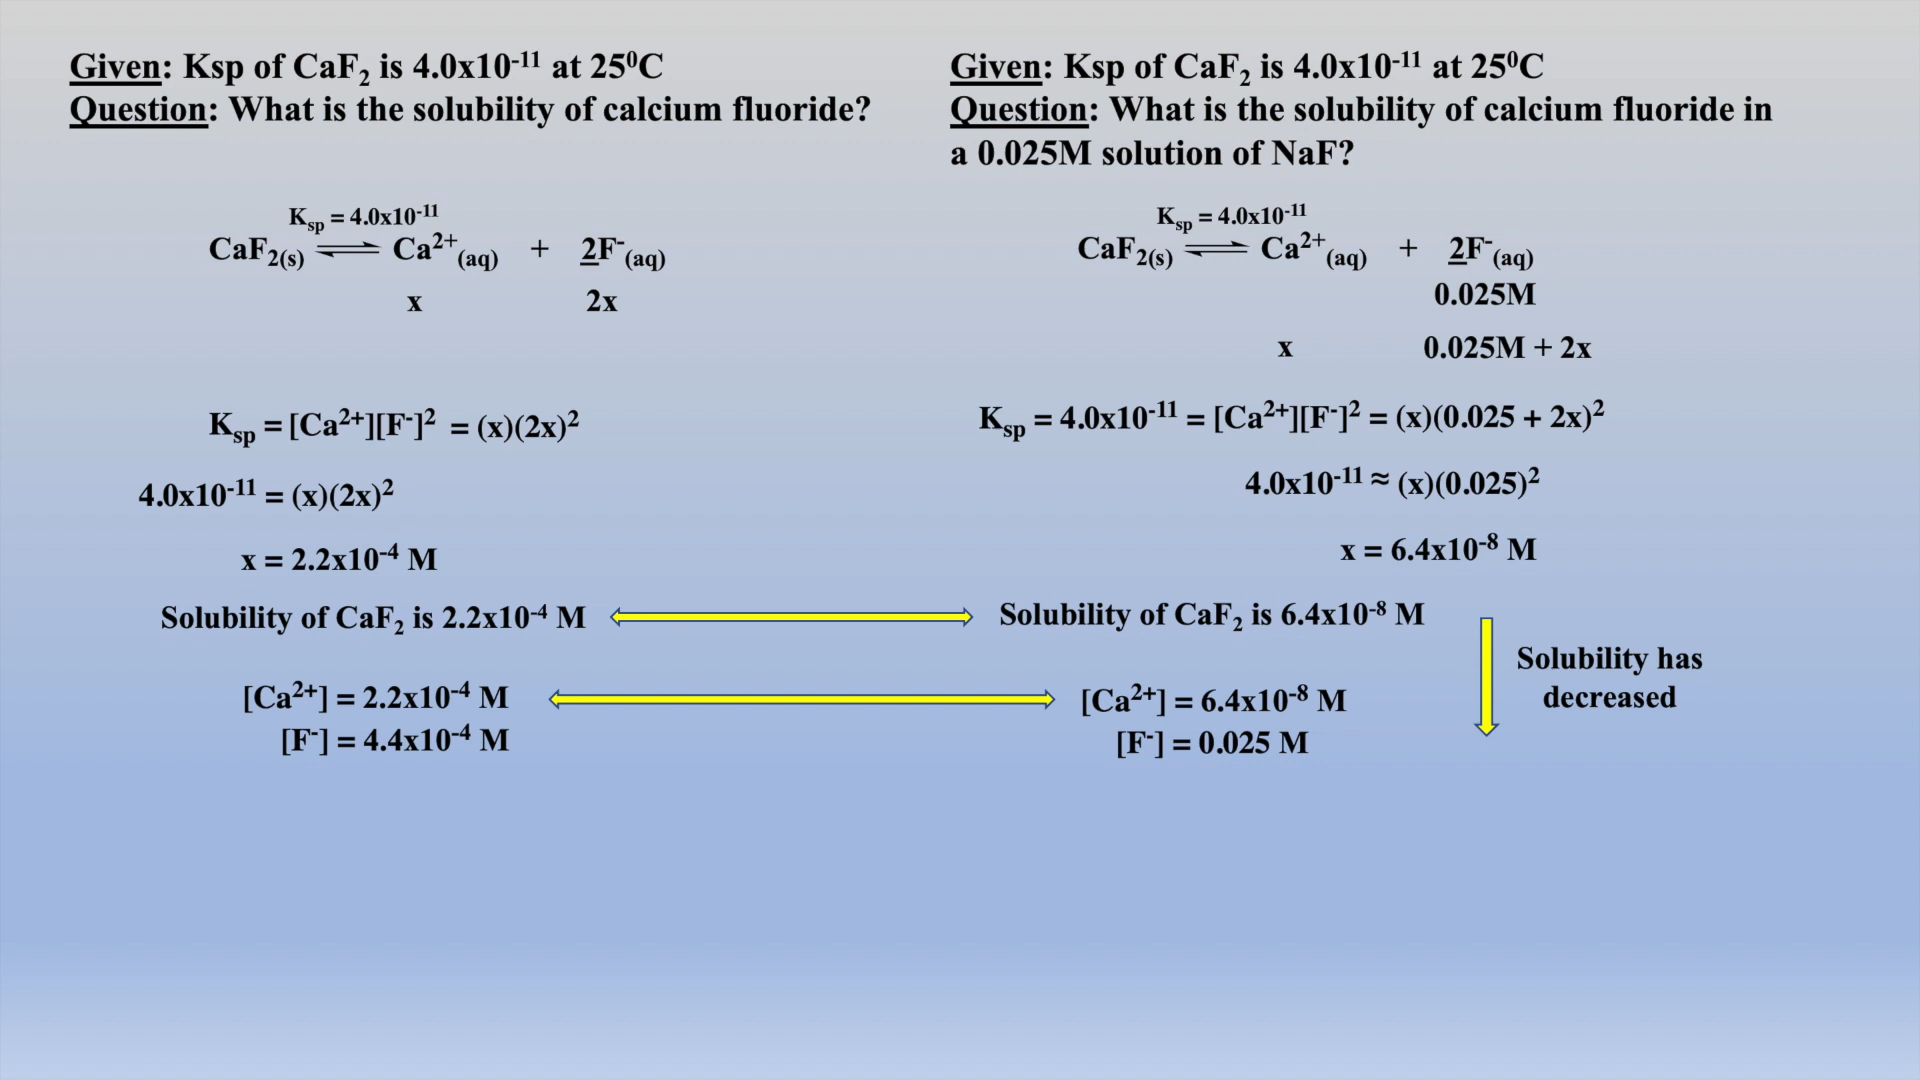 Given: Ksp of CaF₂ is 4.0x10⁻¹¹ at 25⁰C
Question: What is the solubility of calcium fluoride?
Kₛₚ = 4.0x10⁻¹¹
CaF₂₍ₛ₎ ⇌ Ca²⁺(aq) + 2F⁻(aq)
x 2x
Kₛₚ = [Ca²⁺][F⁻]² = (x)(2x)²
4.0x10⁻¹¹ = (x)(2x)²
x = 2.2x10⁻⁴ M
Solubility of CaF₂ is 2.2x10⁻⁴ M
[Ca²⁺] = 2.2x10⁻⁴ M
[F⁻] = 4.4x10⁻⁴ M
Given: Ksp of CaF₂ is 4.0x10⁻¹¹ at 25⁰C
Question: What is the solubility of calcium fluoride in
a 0.025M solution of NaF?
Kₛₚ = 4.0x10⁻¹¹
CaF₂₍ₛ₎ ⇌ Ca²⁺(aq) + 2F⁻(aq)
0.025M
x 0.025M + 2x
Kₛₚ = 4.0x10⁻¹¹ = [Ca²⁺][F⁻]² = (x)(0.025 + 2x)²
4.0x10⁻¹¹ ≈ (x)(0.025)²
x = 6.4x10⁻⁸ M
Solubility of CaF₂ is 6.4x10⁻⁸ M
[Ca²⁺] = 6.4x10⁻⁸ M
[F⁻] = 0.025 M
Solubility has
decreased